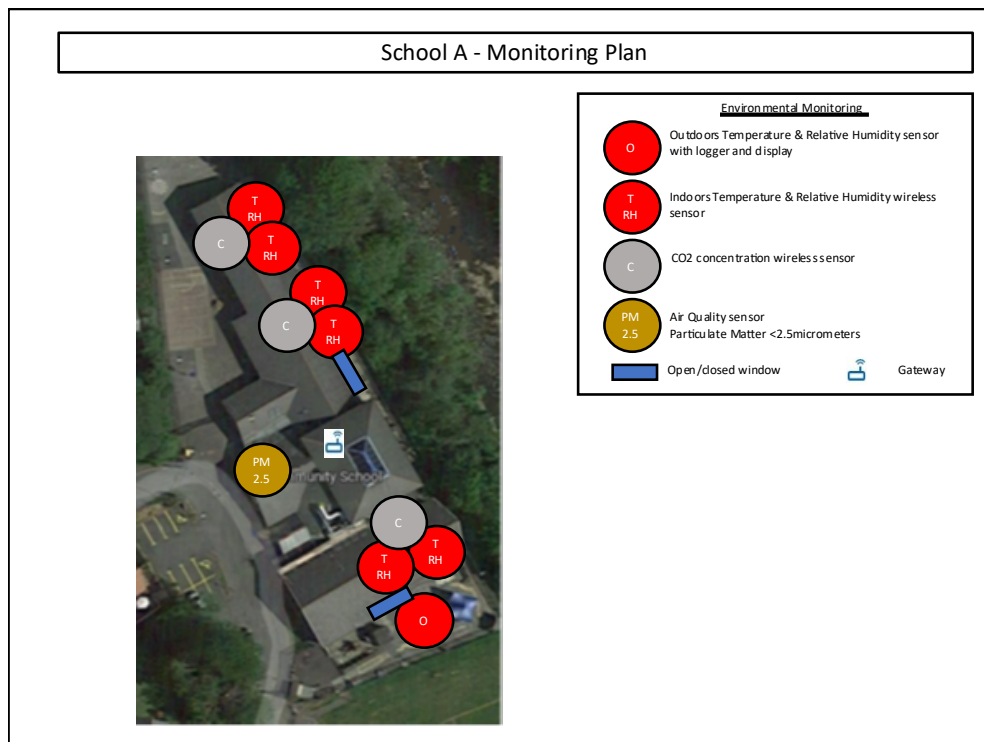 School A - Monitoring Plan
Environmental Monitoring
O
Outdoors Temperature & Relative Humidity sensor
with logger and display
T
RH
Indoors Temperature & Relative Humidity wireless
sensor
C
CO2 concentration wireless sensor
PM
2.5
Air Quality sensor
Particulate Matter <2.5micrometers
Open/closed window
Gateway
T
RH
C
T
RH
T
RH
C
T
RH
PM
2.5
munity School
C
T
RH
T
RH
O